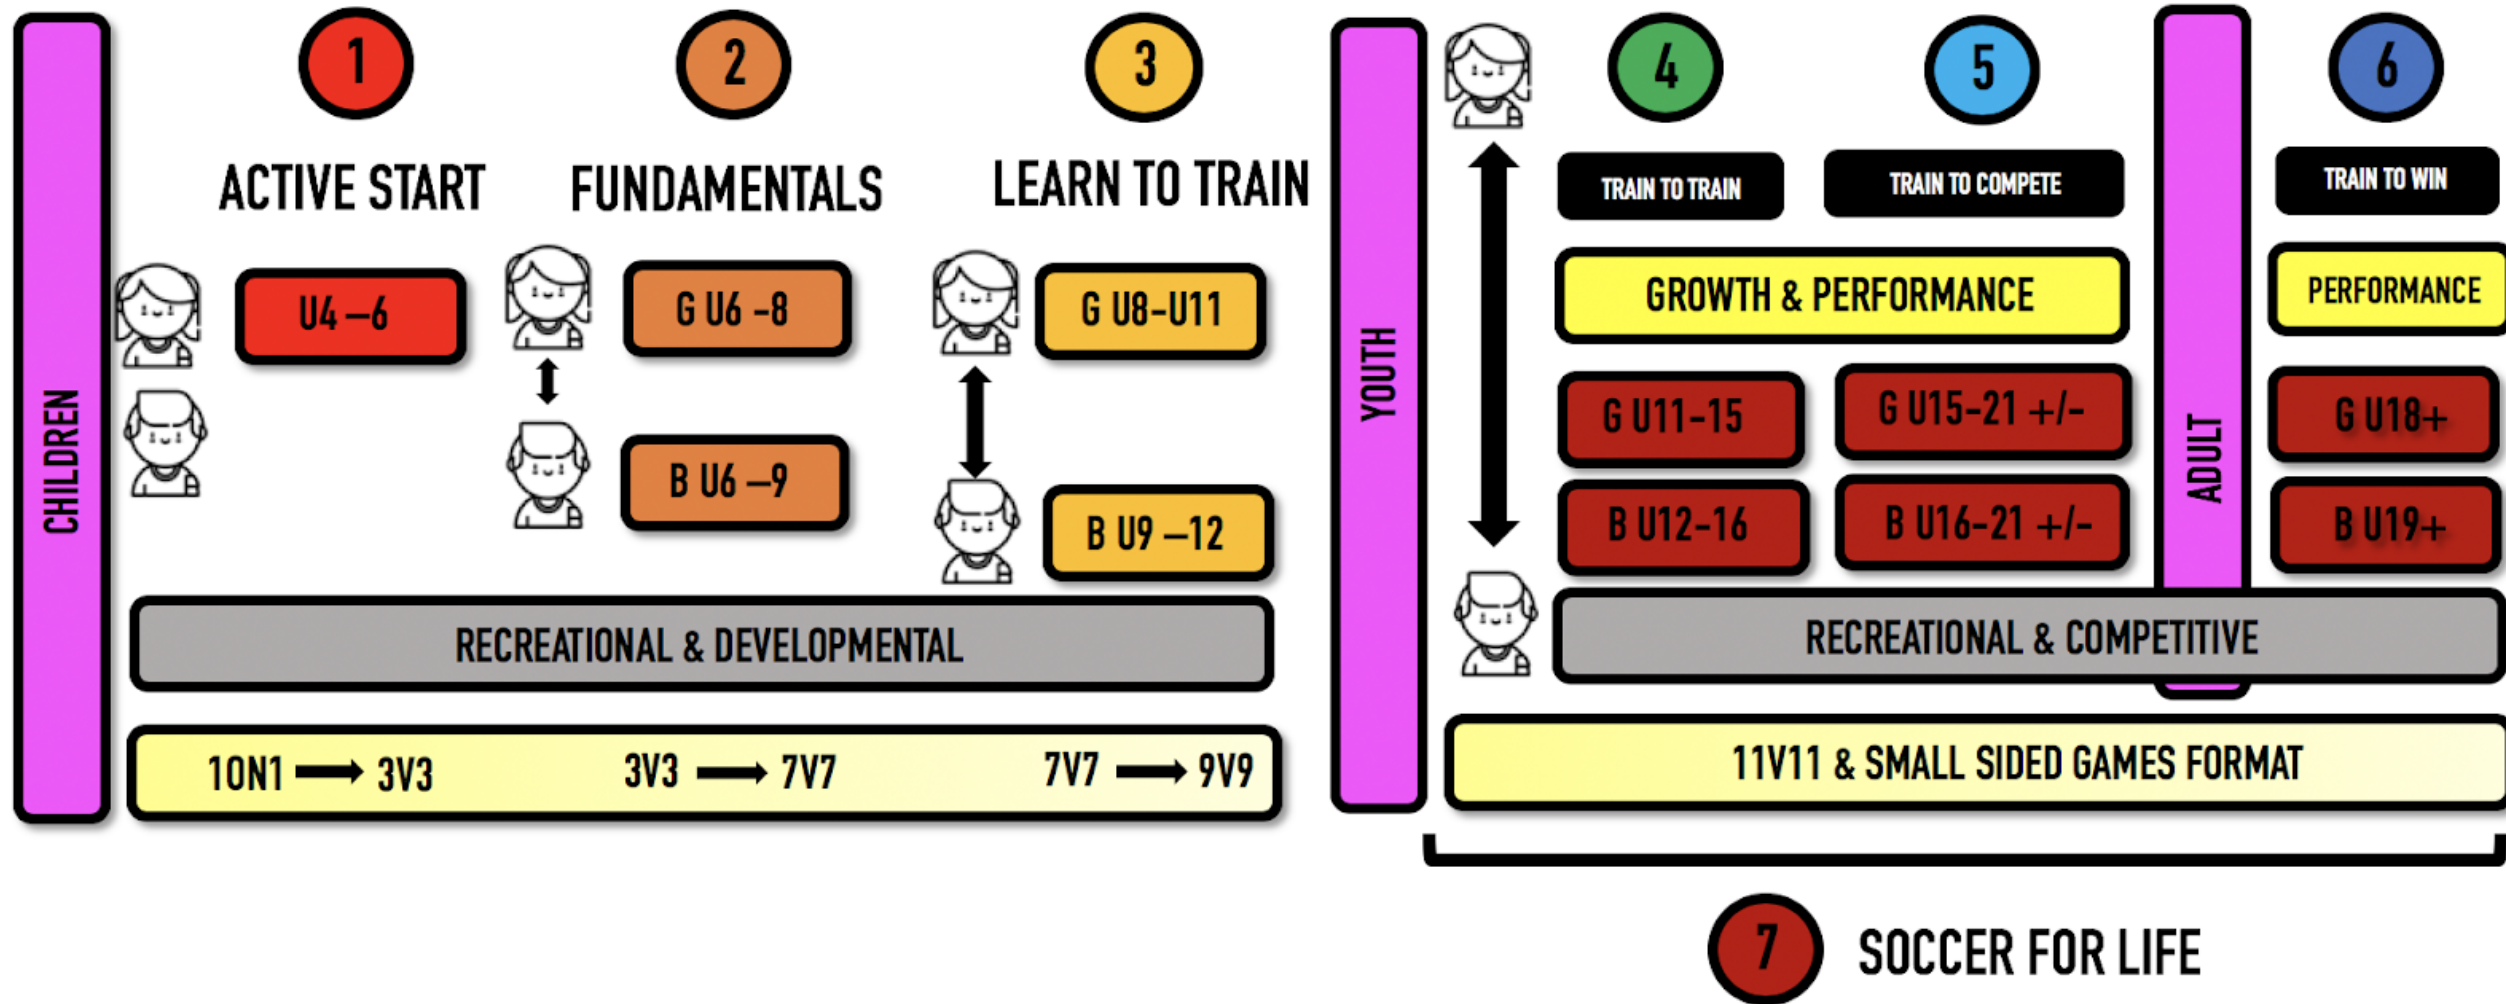 CHILDREN
1
ACTIVE START
U4 –6
2
FUNDAMENTALS
G U6 -8
B U6 –9
3
LEARN TO TRAIN
G U8-U11
B U9 –12
RECREATIONAL & DEVELOPMENTAL
1ON1 → 3V3
3V3 → 7V7
7V7 → 9V9
YOUTH
4
TRAIN TO TRAIN
5
TRAIN TO COMPETE
GROWTH & PERFORMANCE
G U11-15
G U15-21 +/-
B U12-16
B U16-21 +/-
ADULT
6
TRAIN TO WIN
PERFORMANCE
G U18+
B U19+
RECREATIONAL & COMPETITIVE
11V11 & SMALL SIDED GAMES FORMAT
7
SOCCER FOR LIFE